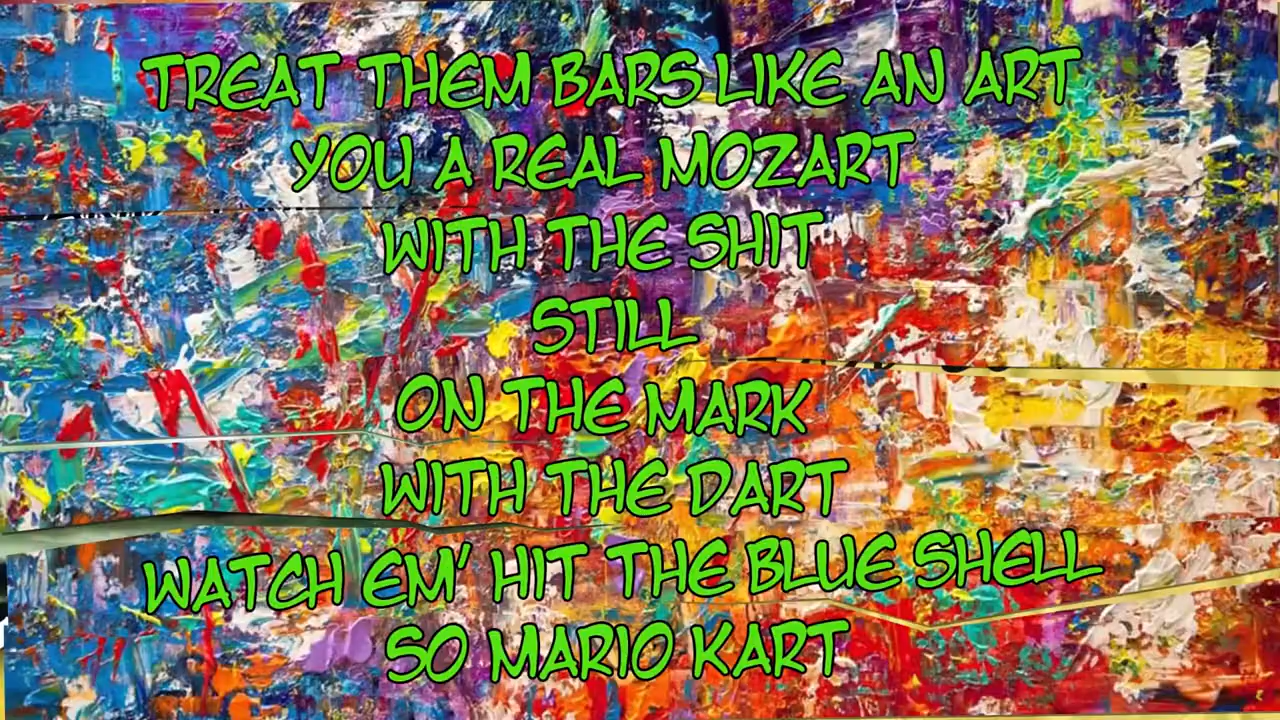 TREAT THEM BARS LIKE AN ART
YOU A REAL MOZART
WITH THE SHIT
STILL
ON THE MARK
WITH THE DART
WATCH EM' HIT THE BLUE SHELL
SO MARIO KART